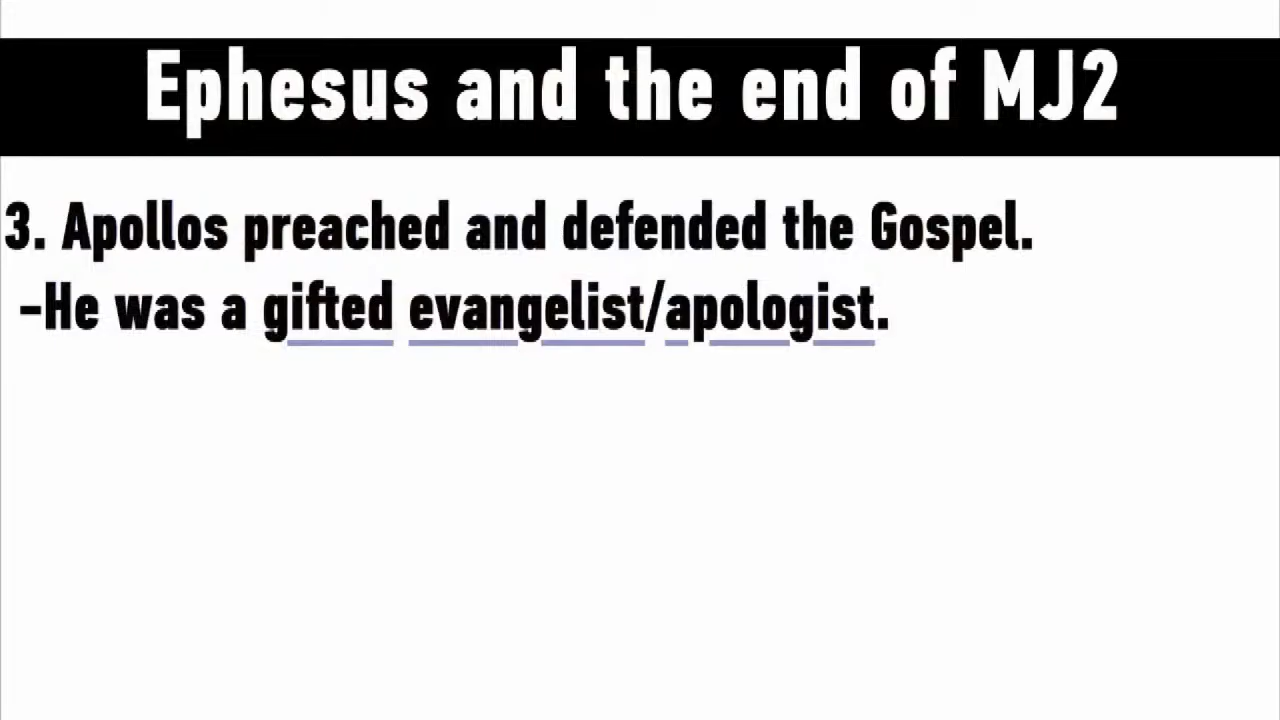 Ephesus and the end of MJ2
3. Apollos preached and defended the Gospel.
-He was a gifted evangelist/apologist.